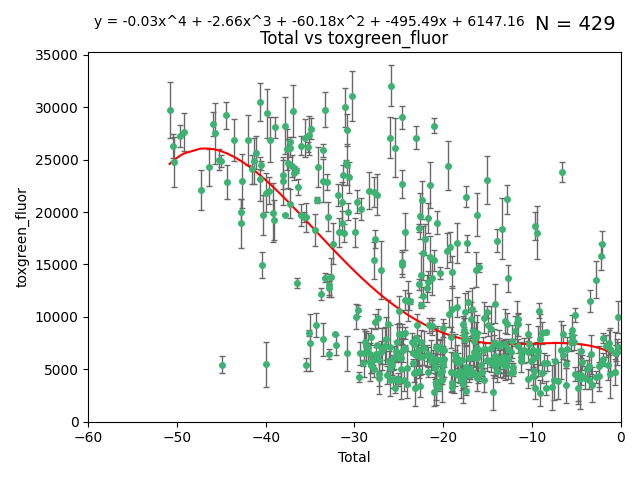 y = -0.03x^4 + -2.66x^3 + -60.18x^2 + -495.49x + 6147.16 N = 429
Total vs toxgreen_fluor
35000
30000
25000
20000
15000
10000
5000
0
toxgreen_fluor
−60 −50 −40 −30 −20 −10 0
Total